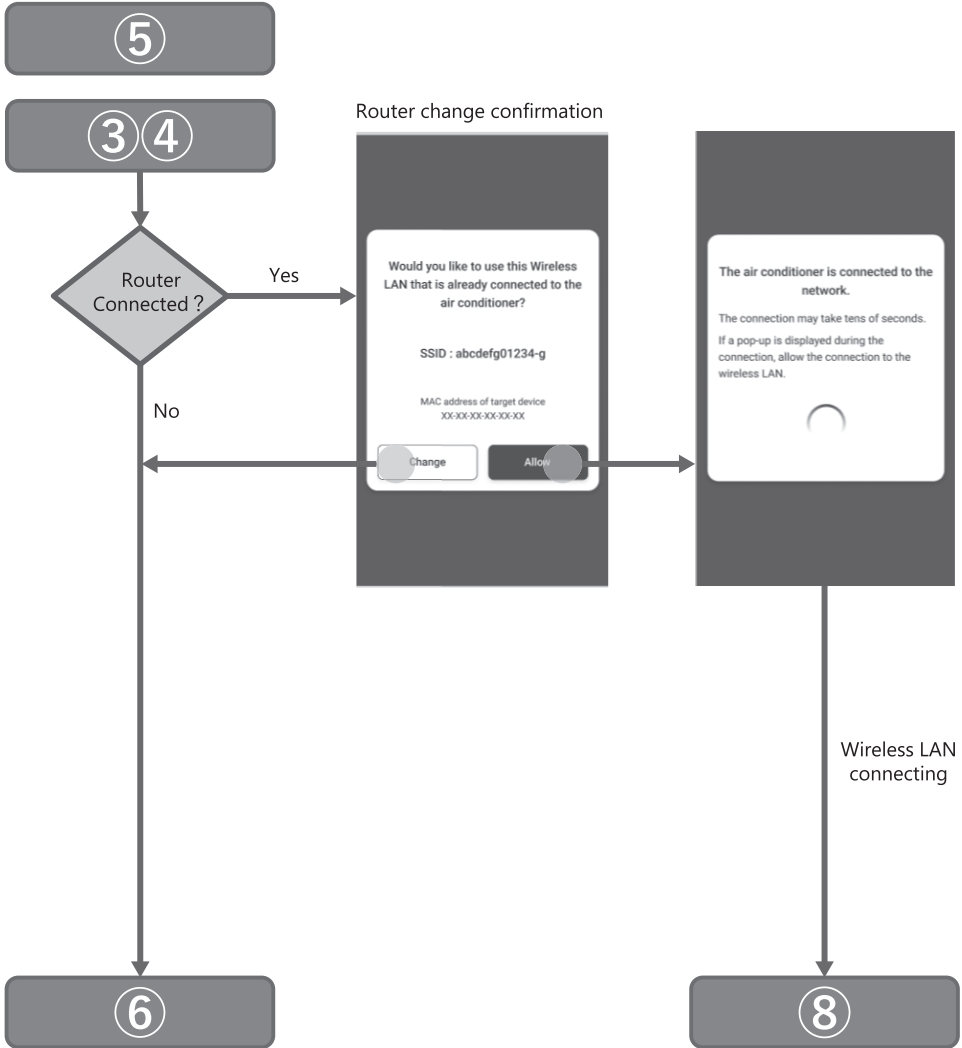 ⑤
③④
Router change confirmation
Router
Connected？
Yes
No
Would you like to use this Wireless
LAN that is already connected to the
air conditioner?
SSID : abcdefg01234-g
MAC address of target device
XX-XX-XX-XX-XX-XX
Change
Allow
The air conditioner is connected to the
network.
The connection may take tens of seconds.
If a pop-up is displayed during the
connection, allow the connection to the
wireless LAN.
Wireless LAN
connecting
⑥
⑧